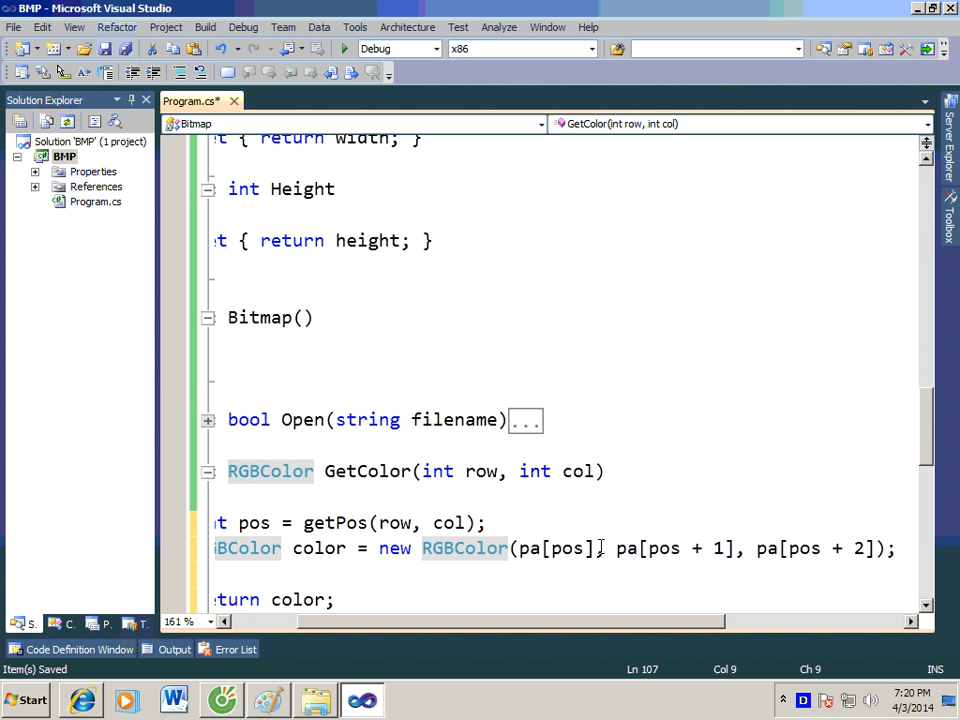 BMP - Microsoft Visual Studio
File Edit View Refactor Project Build Debug Team Data Tools Architecture Test Analyze Window Help
Debug x86
Solution Explorer
Program.cs*
Bitmap GetColor(int row, int col)
Solution 'BMP' (1 project)
BMP
Properties
References
Program.cs
Server Explorer
Toolbox
et { return width; }
int Height
et { return height; }
Bitmap()
bool Open(string filename)...
RGBColor GetColor(int row, int col)
nt pos = getPos(row, col);
GBColor color = new RGBColor(pa[pos], pa[pos + 1], pa[pos + 2]);
turn color;
S. C. P. T.
161 %
Code Definition Window Output Error List
Item(s) Saved Ln 107 Col 9 Ch 9 INS
Start
D
7:20 PM
4/3/2014